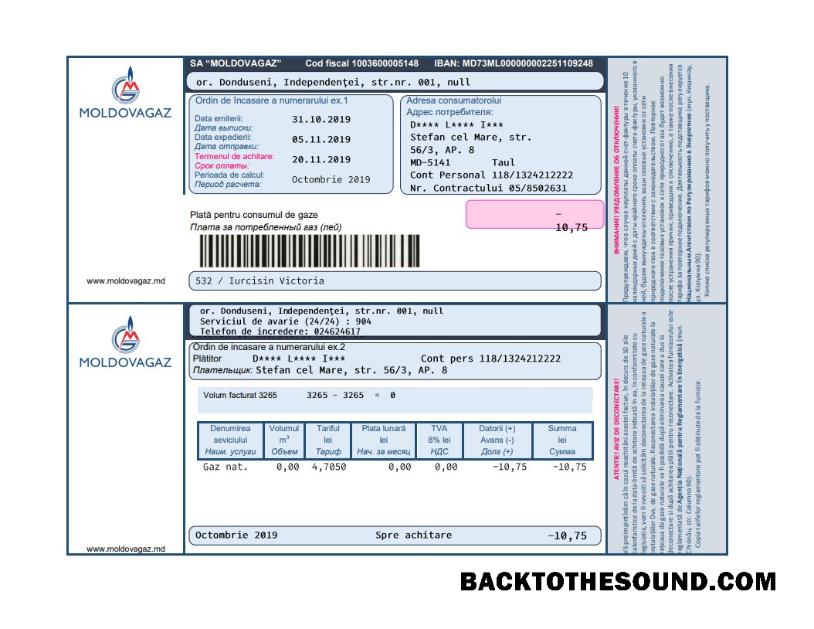 SA “MOLDOVAGAZ” Cod fiscal 1003600005148 IBAN: MD73ML000000002251109248
or. Donduseni, Independenţei, str.nr. 001, null
MOLDOVAGAZ
Ordin de încasare a numerarului ex.1
Data emiterii:
Дата выписки:
31.10.2019
Data expedierii:
Дата отправки:
05.11.2019
Termenul de achitare:
Срок оплаты:
20.11.2019
Perioada de calcul:
Период расчета:
Octombrie 2019
Adresa consumatorului
Адрес потребителя:
D**** L**** I***
Stefan cel Mare, str.
56/3, AP. 8
MD-5141 Taul
Cont Personal 118/1324212222
Nr. Contractului 05/8502631
Plată pentru consumul de gaze
Плата за потребленный газ (лей)
–
10,75
www.moldovagaz.md
532 / Iurcisin Victoria
ВНИМАНИЕ! УВЕДОМЛЕНИЕ ОБ ОТКЛЮЧЕНИИ!
or. Donduseni, Independenţei, str.nr. 001, null
Serviciul de avarie (24/24) : 904
Telefon de incredere: 024624617
MOLDOVAGAZ
Ordin de incasare a numerarului ex.2
Plătitor D**** L**** I*** Cont pers 118/1324212222
Плательщик: Stefan cel Mare, str. 56/3, AP. 8
Volum facturat 3265 3265 – 3265 = 0
Denumirea Volumul Tariful Plata lunară TVA Datorii (+) Summa
seviciului m³ lei lei 8% lei Avans (-) lei
Наим. услуги Объем Тариф Нач. за месяц НДС Долг (+) Сумма
Gaz nat. 0,00 4,7050 0,00 0,00 –10,75 –10,75
Octombrie 2019 Spre achitare –10,75
www.moldovagaz.md
ATENTIE! AVIZ DE DECONECTARE!
BACKTOTHESOUND.COM